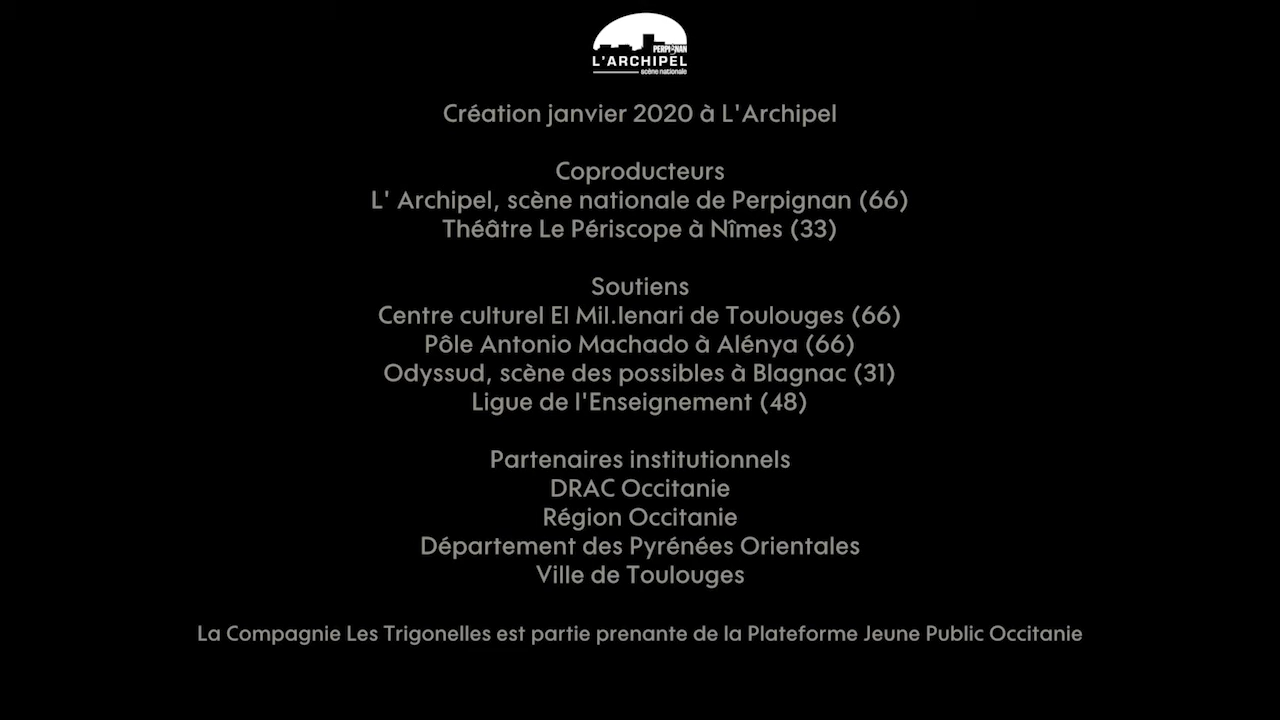 PERPIGNAN
L'ARCHIPEL
scène nationale
Création janvier 2020 à L'Archipel
Coproducteurs
L' Archipel, scène nationale de Perpignan (66)
Théâtre Le Périscope à Nîmes (33)
Soutiens
Centre culturel El Mil.lenari de Toulouges (66)
Pôle Antonio Machado à Alénya (66)
Odyssud, scène des possibles à Blagnac (31)
Ligue de l'Enseignement (48)
Partenaires institutionnels
DRAC Occitanie
Région Occitanie
Département des Pyrénées Orientales
Ville de Toulouges
La Compagnie Les Trigonelles est partie prenante de la Plateforme Jeune Public Occitanie